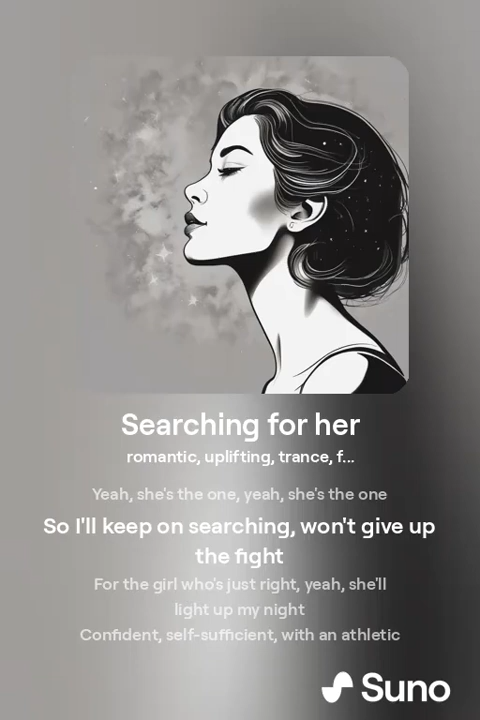 Searching for her
romantic, uplifting, trance, f...
Yeah, she's the one, yeah, she's the one
So I'll keep on searching, won't give up
the fight
For the girl who's just right, yeah, she'll
light up my night
Confident, self-sufficient, with an athletic
Suno